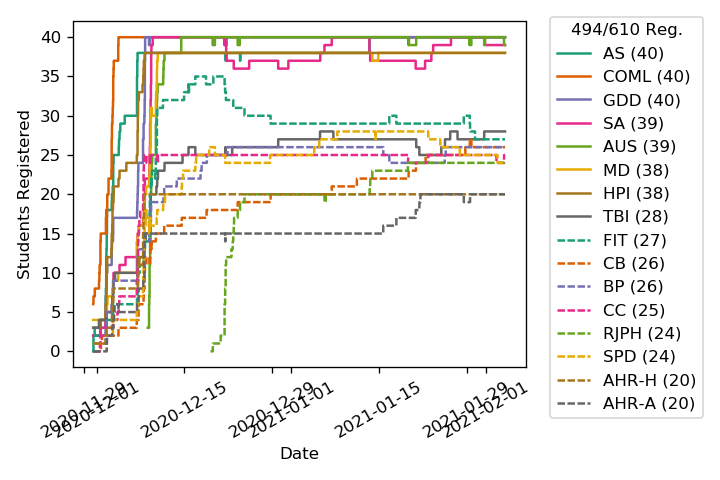 494/610 Reg.
AS (40)
COML (40)
GDD (40)
SA (39)
AUS (39)
MD (38)
HPI (38)
TBI (28)
FIT (27)
CB (26)
BP (26)
CC (25)
RJPH (24)
SPD (24)
AHR-H (20)
AHR-A (20)
Students Registered
40
35
30
25
20
15
10
5
0
2020-11-29
2020-12-01
2020-12-15
2020-12-29
2021-01-01
2021-01-15
2021-01-29
2021-02-01
Date